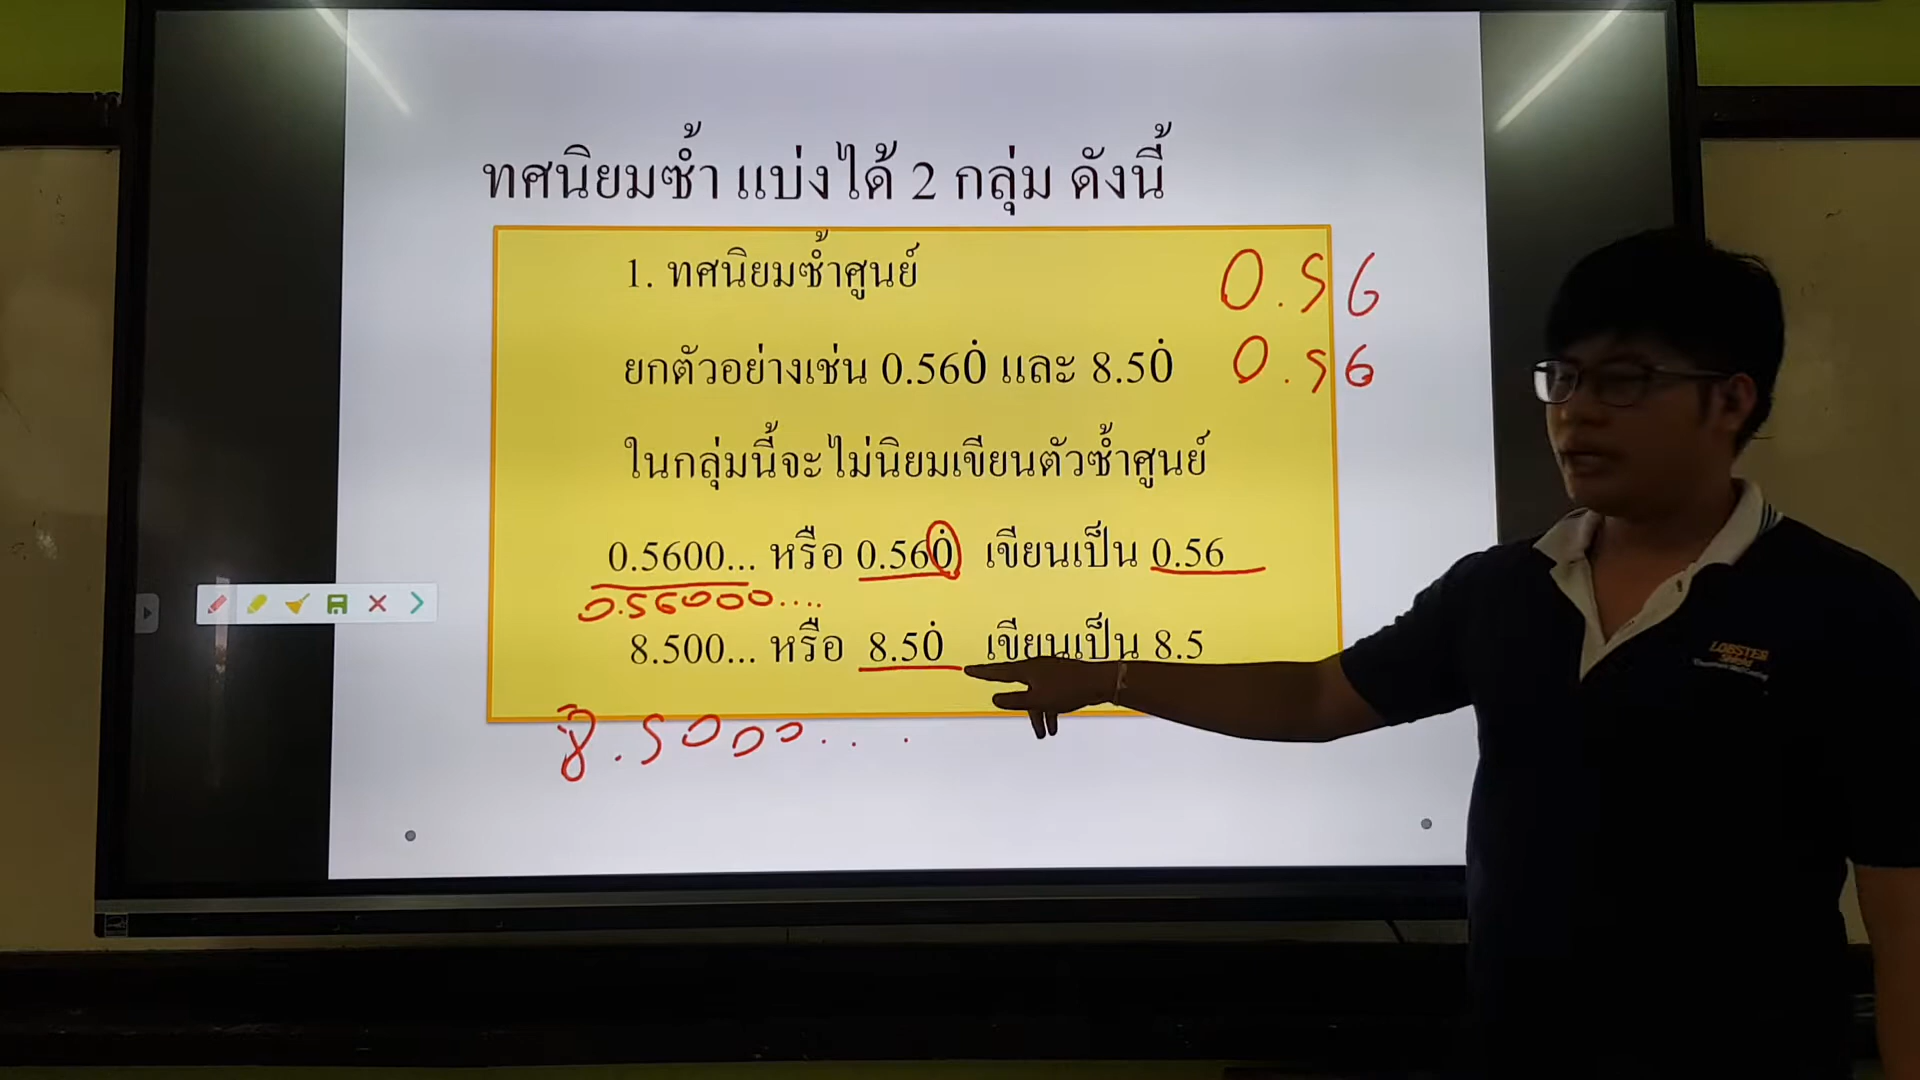 ทศนิยมซ้ำ แบ่งได้ 2 กลุ่ม ดังนี้
1. ทศนิยมซ้ำศูนย์
0.56
ยกตัวอย่างเช่น 0.560̇ และ 8.50̇
0.56
ในกลุ่มนี้จะไม่นิยมเขียนตัวซ้ำศูนย์
0.5600... หรือ 0.560̇ เขียนเป็น 0.56
0.56000....
8.500... หรือ 8.50̇ เขียนเป็น 8.5
8.5000...
LOBSTER